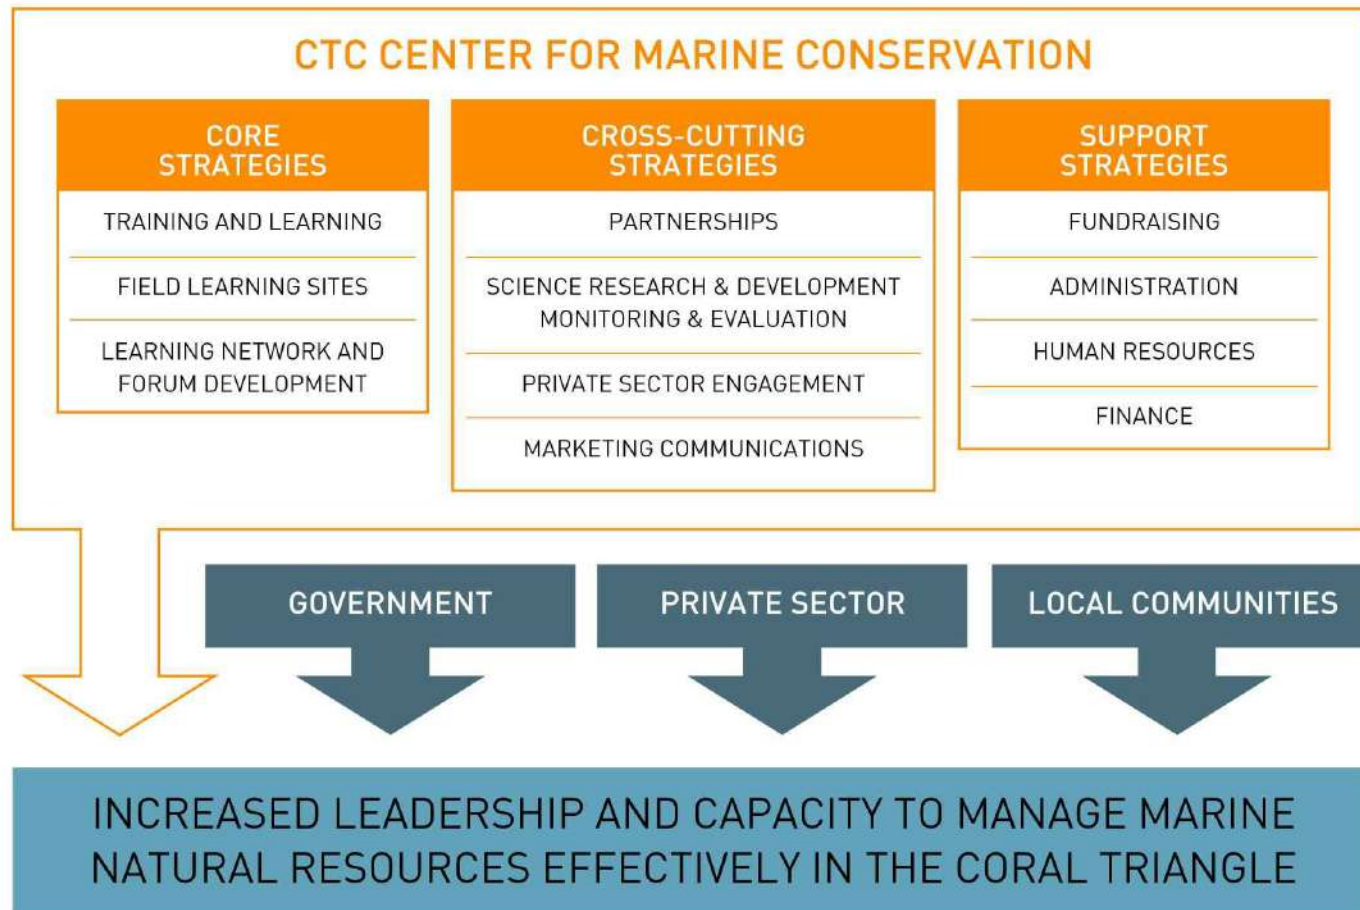 CTC CENTER FOR MARINE CONSERVATION
CORE
STRATEGIES
TRAINING AND LEARNING
FIELD LEARNING SITES
LEARNING NETWORK AND
FORUM DEVELOPMENT
CROSS-CUTTING
STRATEGIES
PARTNERSHIPS
SCIENCE RESEARCH & DEVELOPMENT
MONITORING & EVALUATION
PRIVATE SECTOR ENGAGEMENT
MARKETING COMMUNICATIONS
SUPPORT
STRATEGIES
FUNDRAISING
ADMINISTRATION
HUMAN RESOURCES
FINANCE
GOVERNMENT
PRIVATE SECTOR
LOCAL COMMUNITIES
INCREASED LEADERSHIP AND CAPACITY TO MANAGE MARINE
NATURAL RESOURCES EFFECTIVELY IN THE CORAL TRIANGLE